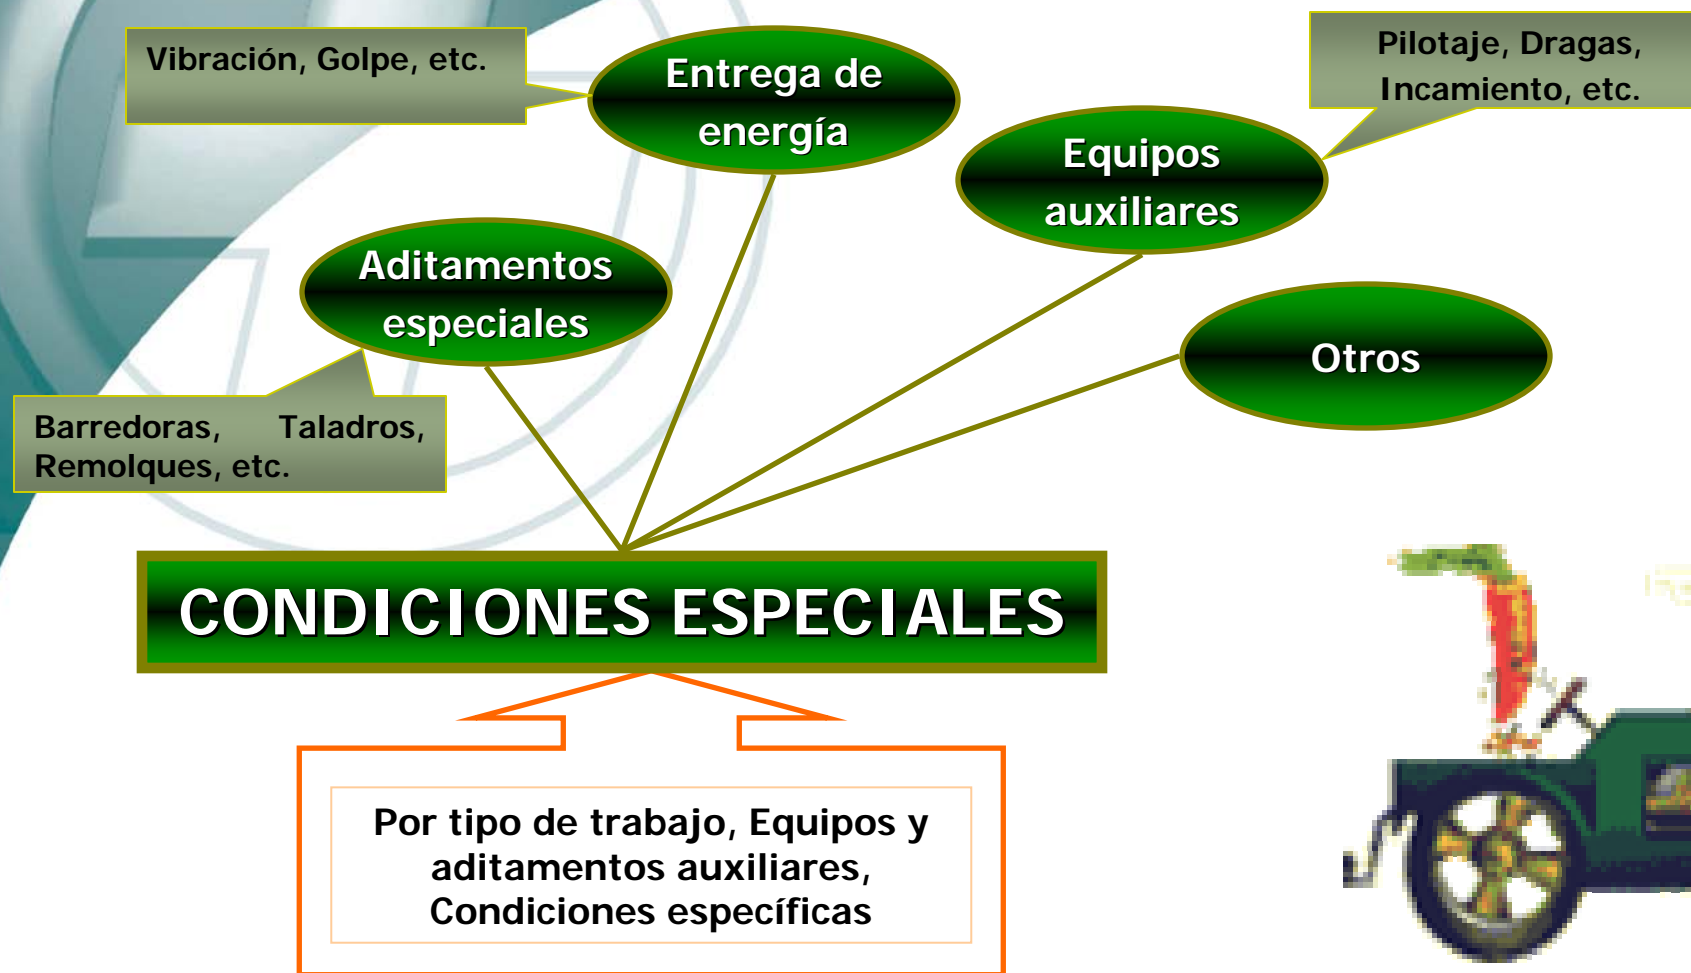 Vibración, Golpe, etc.
Entrega de
energía
Pilotaje, Dragas,
Incamiento, etc.
Equipos
auxiliares
Aditamentos
especiales
Otros
Barredoras, Taladros,
Remolques, etc.
CONDICIONES ESPECIALES
Por tipo de trabajo, Equipos y
aditamentos auxiliares,
Condiciones específicas